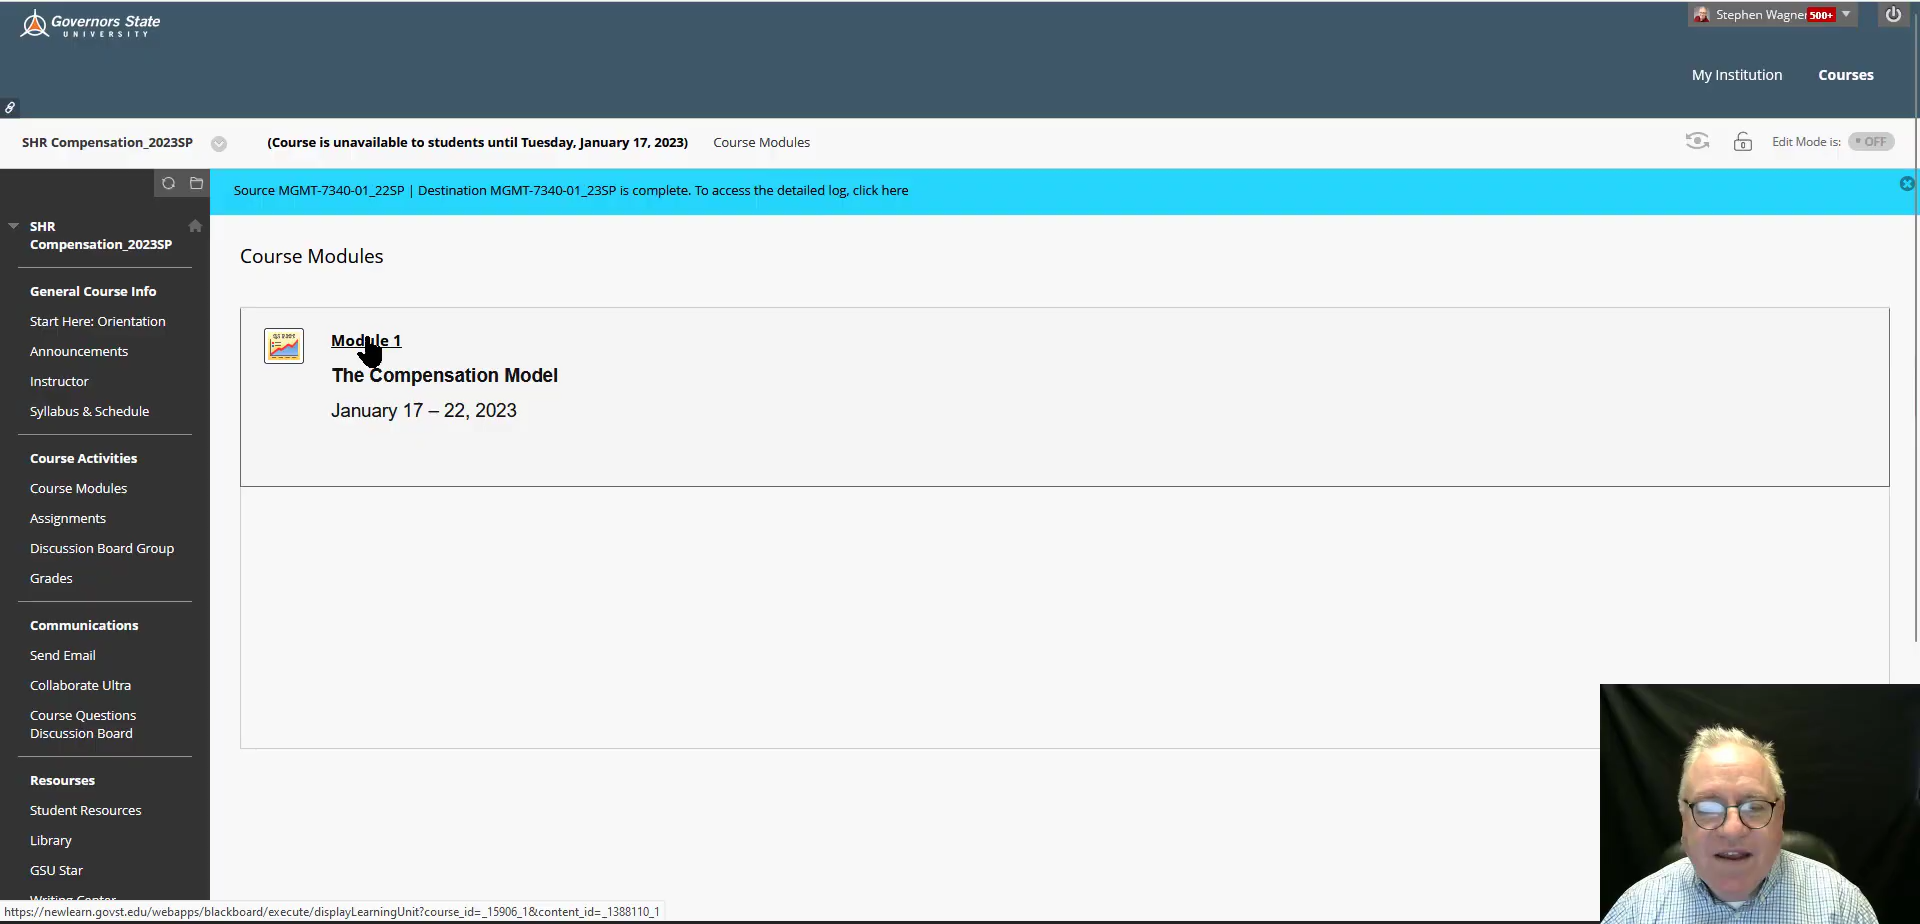 Governors State
UNIVERSITY
Stephen Wagner 500+
My Institution
Courses
SHR Compensation_2023SP
(Course is unavailable to students until Tuesday, January 17, 2023)
Course Modules
Edit Mode is:
OFF
Source MGMT-7340-01_22SP | Destination MGMT-7340-01_23SP is complete. To access the detailed log, click here
SHR
Compensation_2023SP
General Course Info
Start Here: Orientation
Announcements
Instructor
Syllabus & Schedule
Course Activities
Course Modules
Assignments
Discussion Board Group
Grades
Communications
Send Email
Collaborate Ultra
Course Questions
Discussion Board
Resourses
Student Resources
Library
GSU Star
Writing Center
Course Modules
Module 1
The Compensation Model
January 17 – 22, 2023
https://newlearn.govst.edu/webapps/blackboard/execute/displayLearningUnit?course_id=_15906_1&content_id=_1388110_1